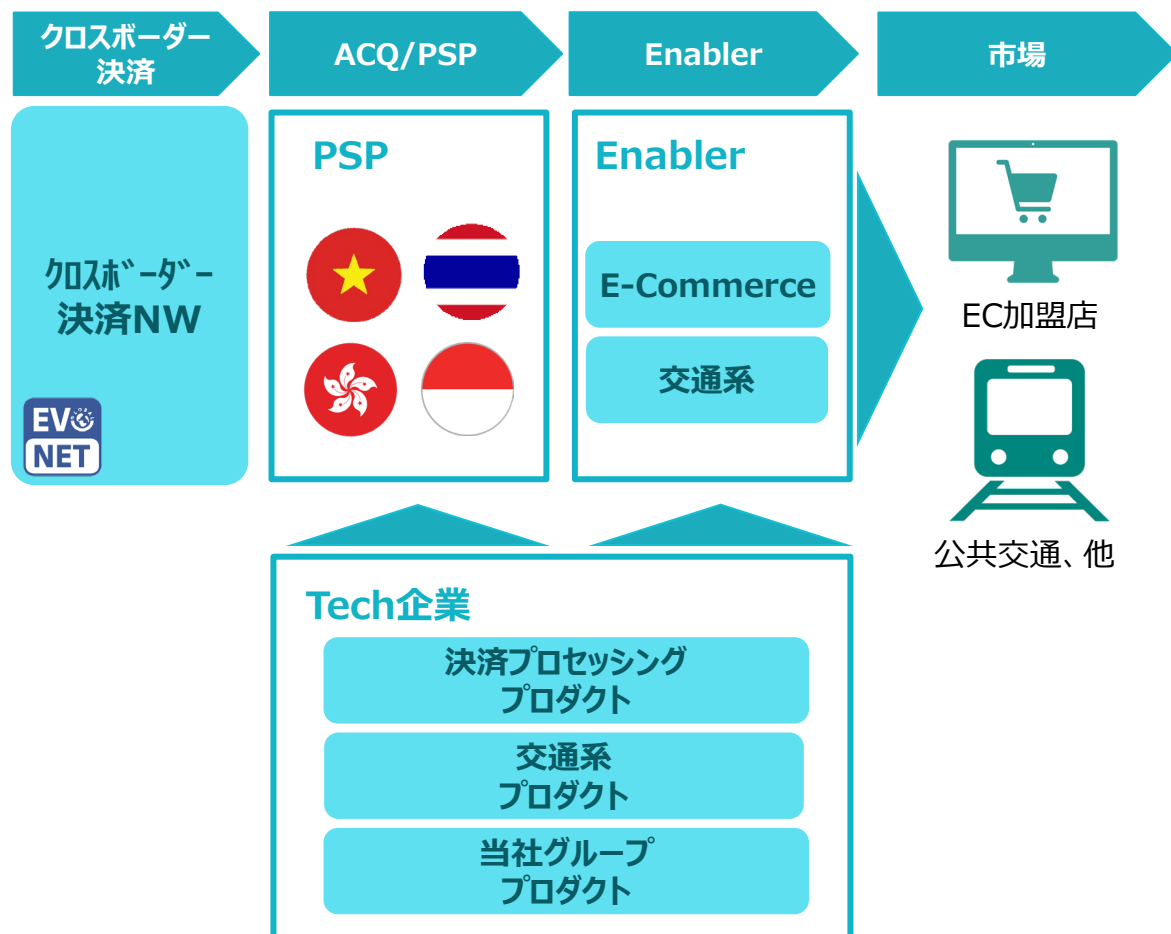 クロスボーダー
決済
ACQ/PSP
Enabler
市場
クロスボーダー
決済NW
EVO
NET
PSP
Enabler
E-Commerce
交通系
EC加盟店
公共交通、他
Tech企業
決済プロセッシング
プロダクト
交通系
プロダクト
当社グループ
プロダクト